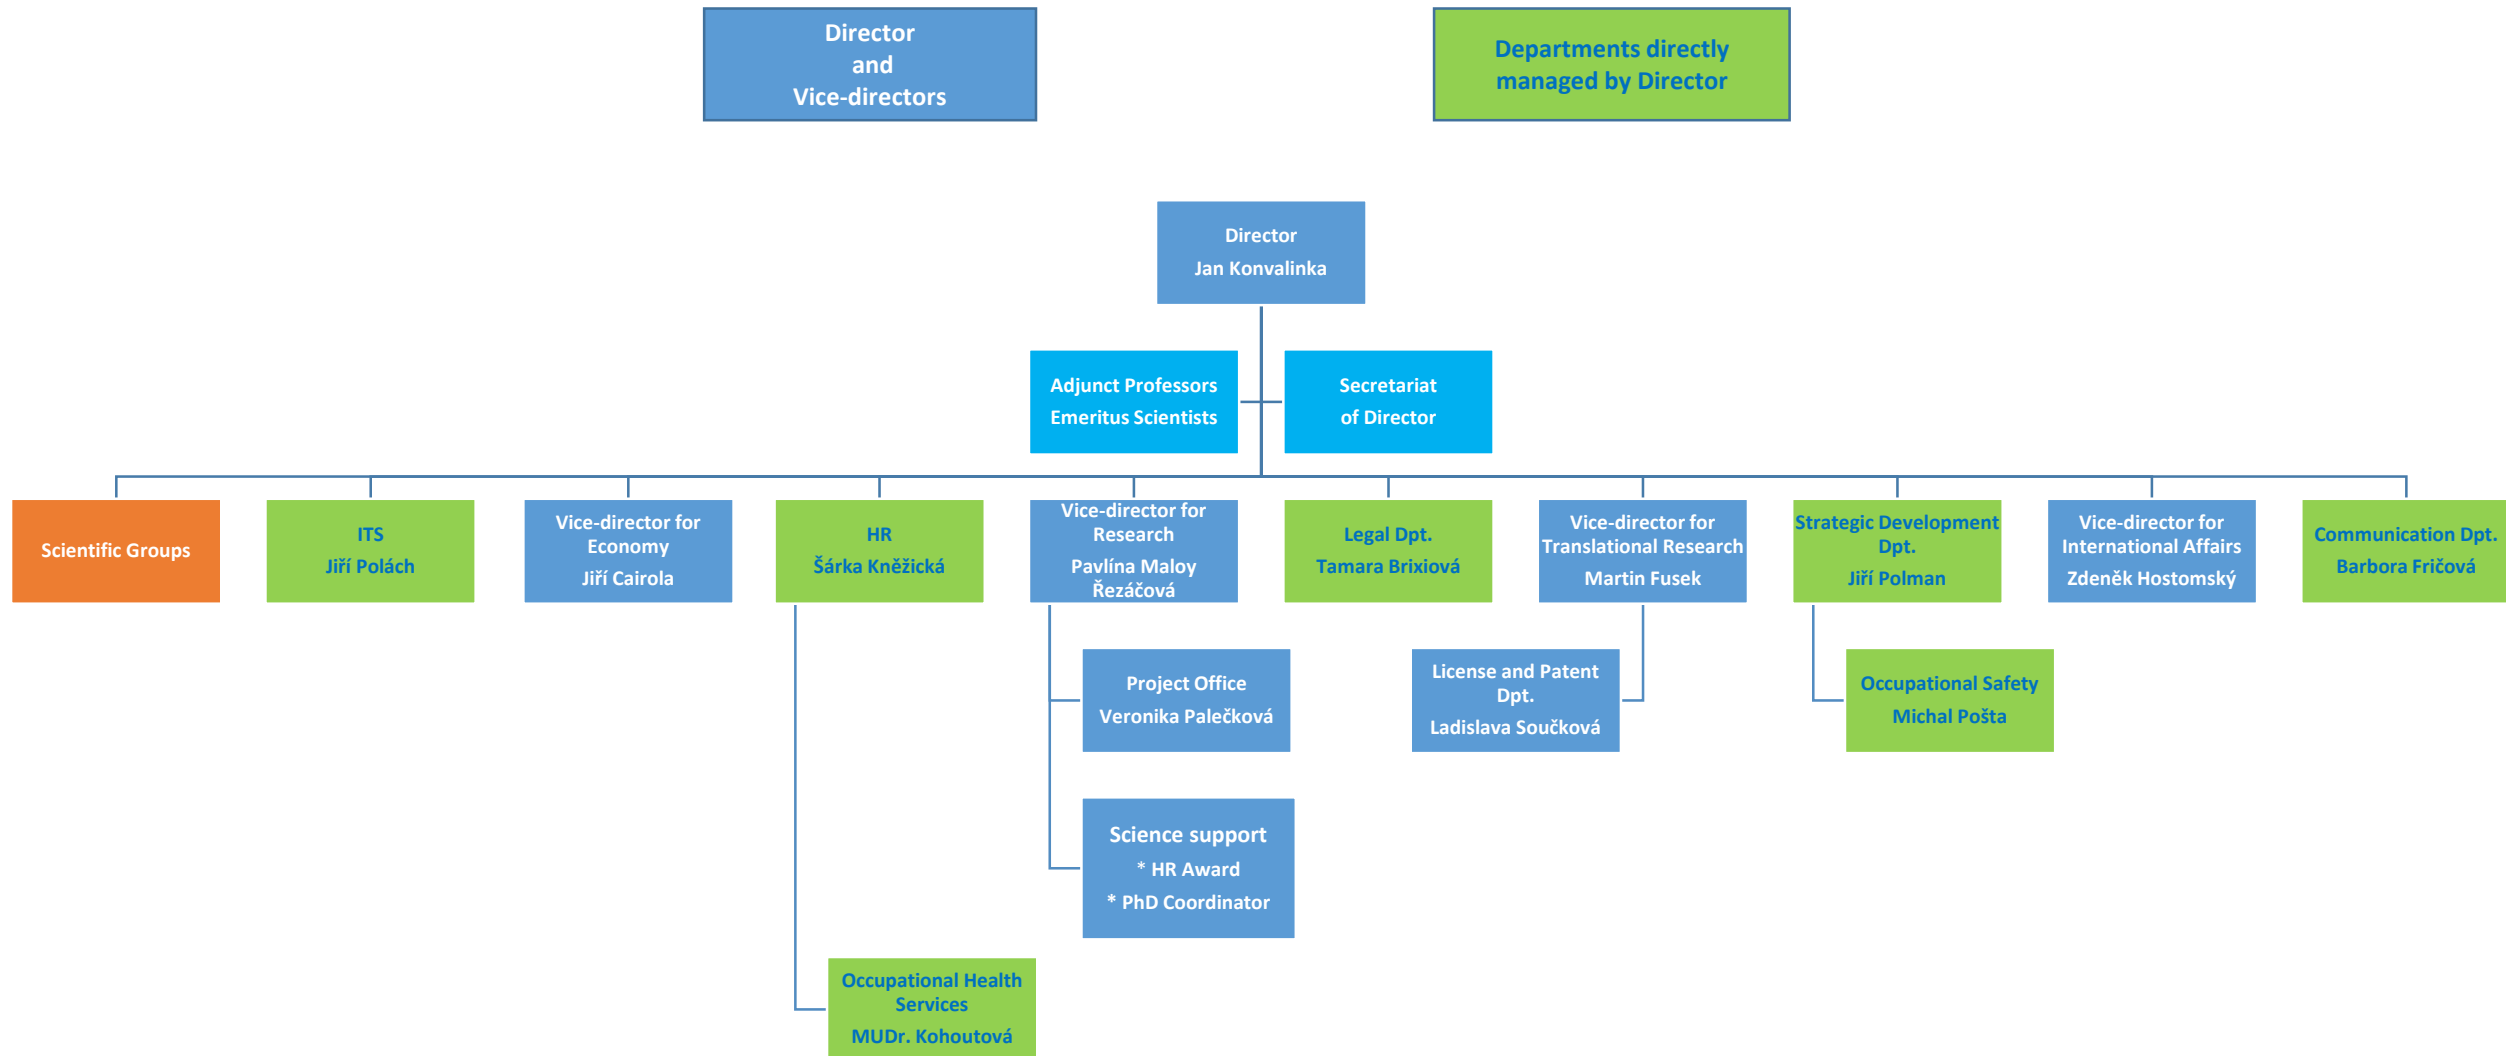 Director
and
Vice-directors
Departments directly
managed by Director
Director
Jan Konvalinka
Adjunct Professors
Emeritus Scientists
Secretariat
of Director
Scientific Groups
ITS
Jiří Polách
Vice-director for
Economy
Jiří Cairola
HR
Šárka Kněžická
Vice-director for
Research
Pavlína Maloy
Řezáčová
Legal Dpt.
Tamara Brixiová
Vice-director for
Translational Research
Martin Fusek
Strategic Development
Dpt.
Jiří Polman
Vice-director for
International Affairs
Zdeněk Hostomský
Communication Dpt.
Barbora Fričová
Project Office
Veronika Palečková
License and Patent
Dpt.
Ladislava Součková
Occupational Safety
Michal Pošta
Science support
* HR Award
* PhD Coordinator
Occupational Health
Services
MUDr. Kohoutová